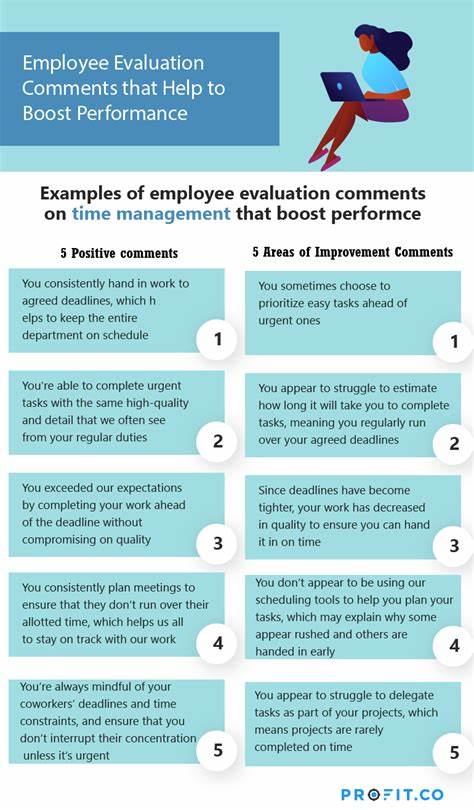 Employee Evaluation
Comments that Help to
Boost Performance
Examples of employee evaluation comments
on time management that boost performce
5 Positive comments
You consistently hand in work to
agreed deadlines, which h
elps to keep the entire
department on schedule
1
You're able to complete urgent
tasks with the same high-quality
and detail that we often see
from your regular duties
2
You exceeded our expectations
by completing your work ahead
of the deadline without
compromising on quality
3
You consistently plan meetings to
ensure that they don't run over their
allotted time, which helps us all
to stay on track with our work
4
You're always mindful of your
coworkers' deadlines and time
constraints, and ensure that you
don't interrupt their concentration
unless it's urgent
5
5 Areas of Improvement Comments
You sometimes choose to
prioritize easy tasks ahead of
urgent ones
1
You appear to struggle to estimate
how long it will take you to complete
tasks, meaning you regularly run
over your agreed deadlines
2
Since deadlines have become
tighter, your work has decreased
in quality to ensure you can hand
it in on time
3
You don't appear to be using our
scheduling tools to help you plan your
tasks, which may explain why some
appear rushed and others are
handed in early
4
You appear to struggle to delegate
tasks as part of your projects, which
means projects are rarely
completed on time
5
PROFIT.CO